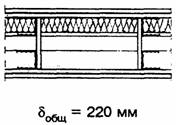 δобщ = 220 мм